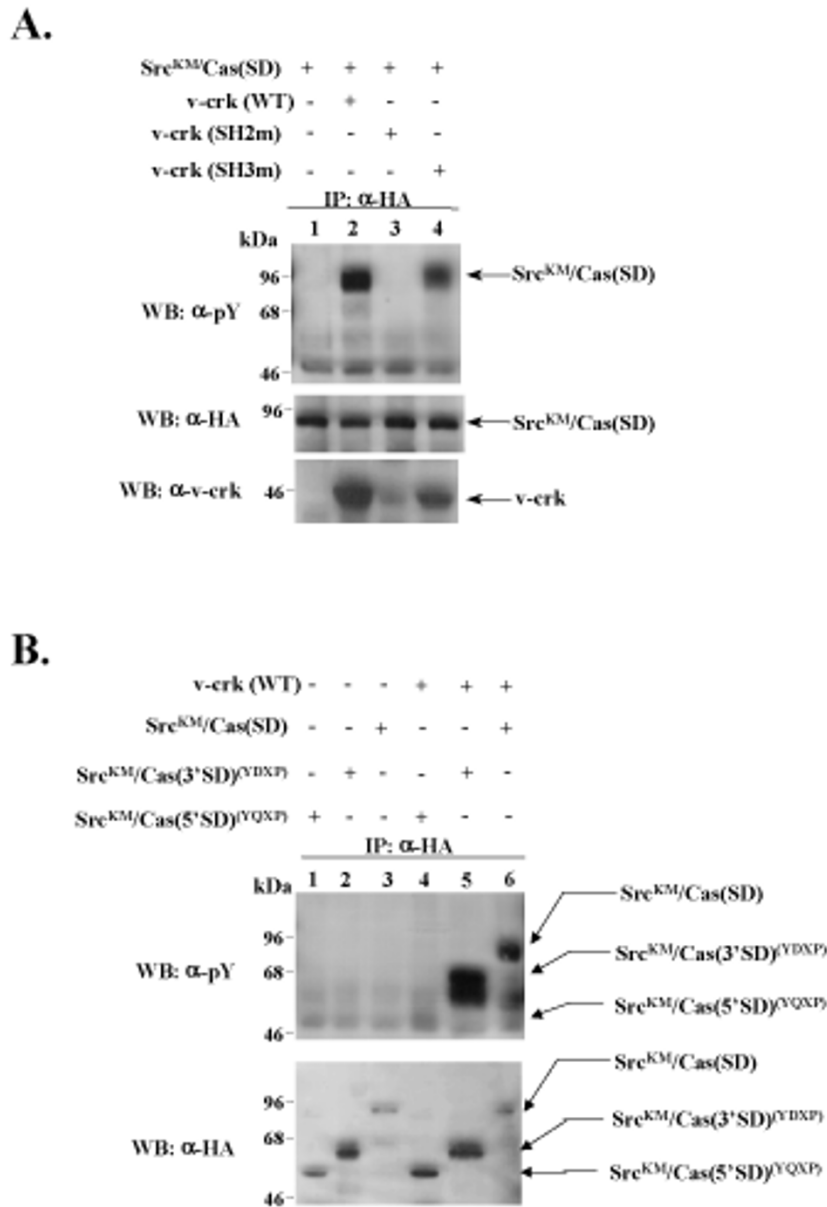 A.
Src^KM/Cas(SD) + + + +
v-crk (WT) - + - -
v-crk (SH2m) - - + -
v-crk (SH3m) - - - +
IP: α-HA
1 2 3 4
kDa
96 Src^KM/Cas(SD)
WB: α-pY 68
46
96
WB: α-HA Src^KM/Cas(SD)
WB: α-v-crk 46 v-crk
B.
v-crk (WT) - - - + + +
Src^KM/Cas(SD) - - + - - +
Src^KM/Cas(3'SD)^(YDXP) - + - - + -
Src^KM/Cas(5'SD)^(YQXP) + - - + - -
IP: α-HA
1 2 3 4 5 6
kDa
Src^KM/Cas(SD)
96
Src^KM/Cas(3'SD)^(YDXP)
WB: α-pY 68
Src^KM/Cas(5'SD)^(YQXP)
46
Src^KM/Cas(SD)
96
Src^KM/Cas(3'SD)^(YDXP)
68
WB: α-HA
Src^KM/Cas(5'SD)^(YQXP)
46